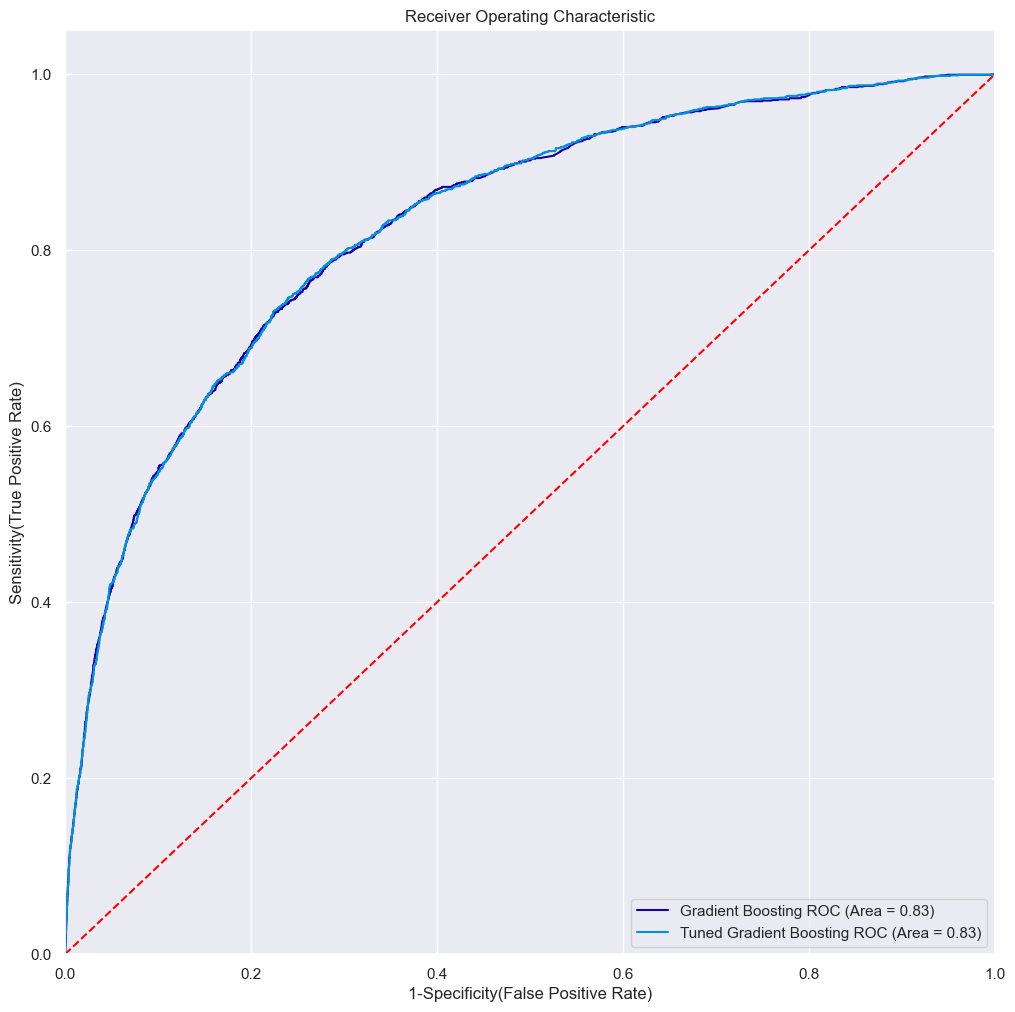 Receiver Operating Characteristic
1.0
0.8
0.6
0.4
0.2
0.0
Sensitivity(True Positive Rate)
Gradient Boosting ROC (Area = 0.83)
Tuned Gradient Boosting ROC (Area = 0.83)
0.0 0.2 0.4 0.6 0.8 1.0
1-Specificity(False Positive Rate)